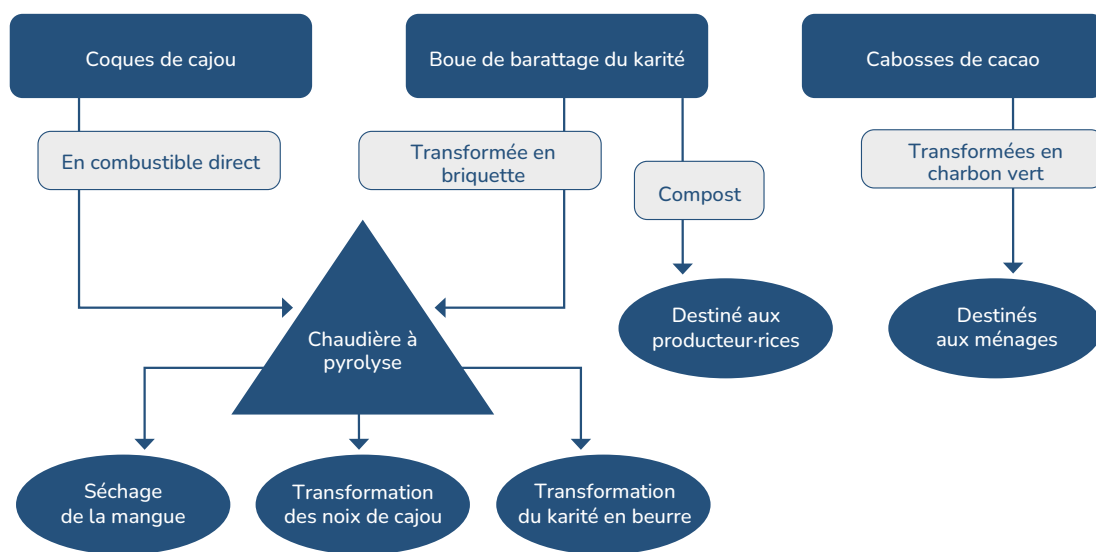 Coques de cajou
Boue de barattage du karité
Cabosses de cacao
En combustible direct
Transformée en
briquette
Compost
Transformées en
charbon vert
Chaudière à
pyrolyse
Destiné aux
producteur·rices
Destinés
aux ménages
Séchage
de la mangue
Transformation
des noix de cajou
Transformation
du karité en beurre